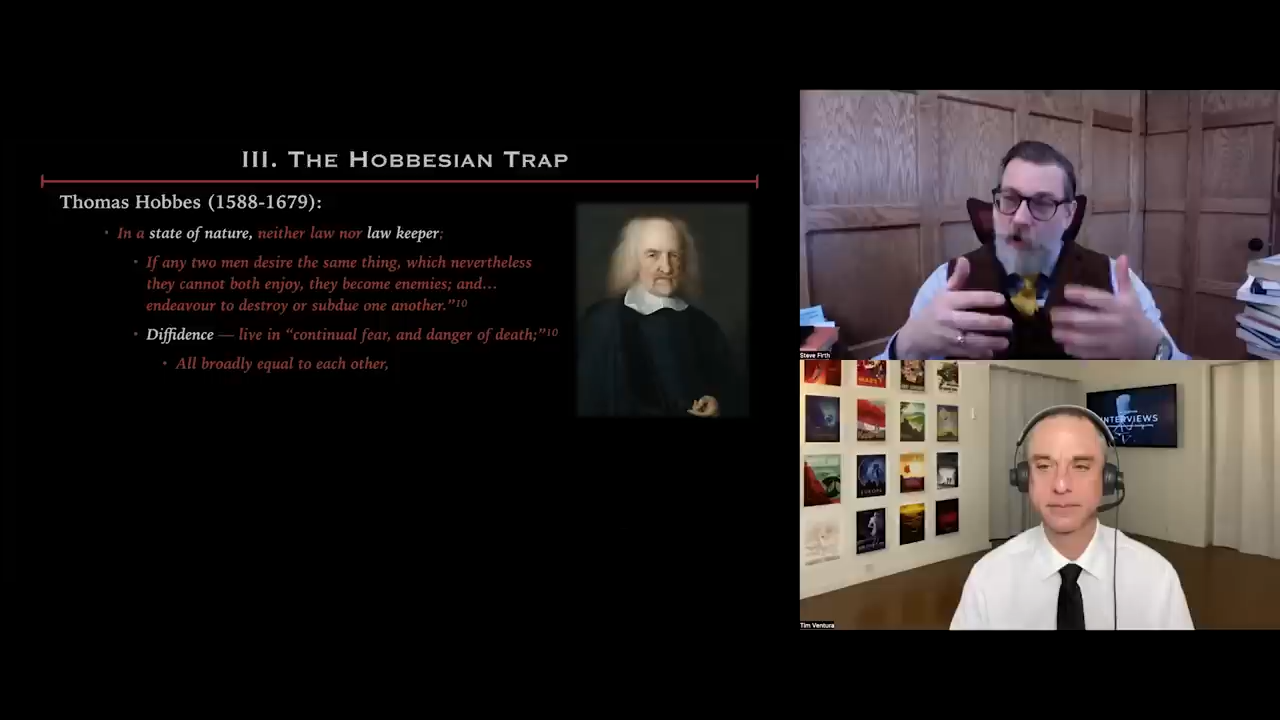 III. The Hobbesian Trap
Thomas Hobbes (1588-1679):
• In a state of nature, neither law nor law keeper;
• If any two men desire the same thing, which nevertheless
they cannot both enjoy, they become enemies; and…
endeavour to destroy or subdue one another.”¹⁰
• Diffidence — live in “continual fear, and danger of death;”¹⁰
• All broadly equal to each other,
Steve Firth
INTERVIEWS
Tim Ventura